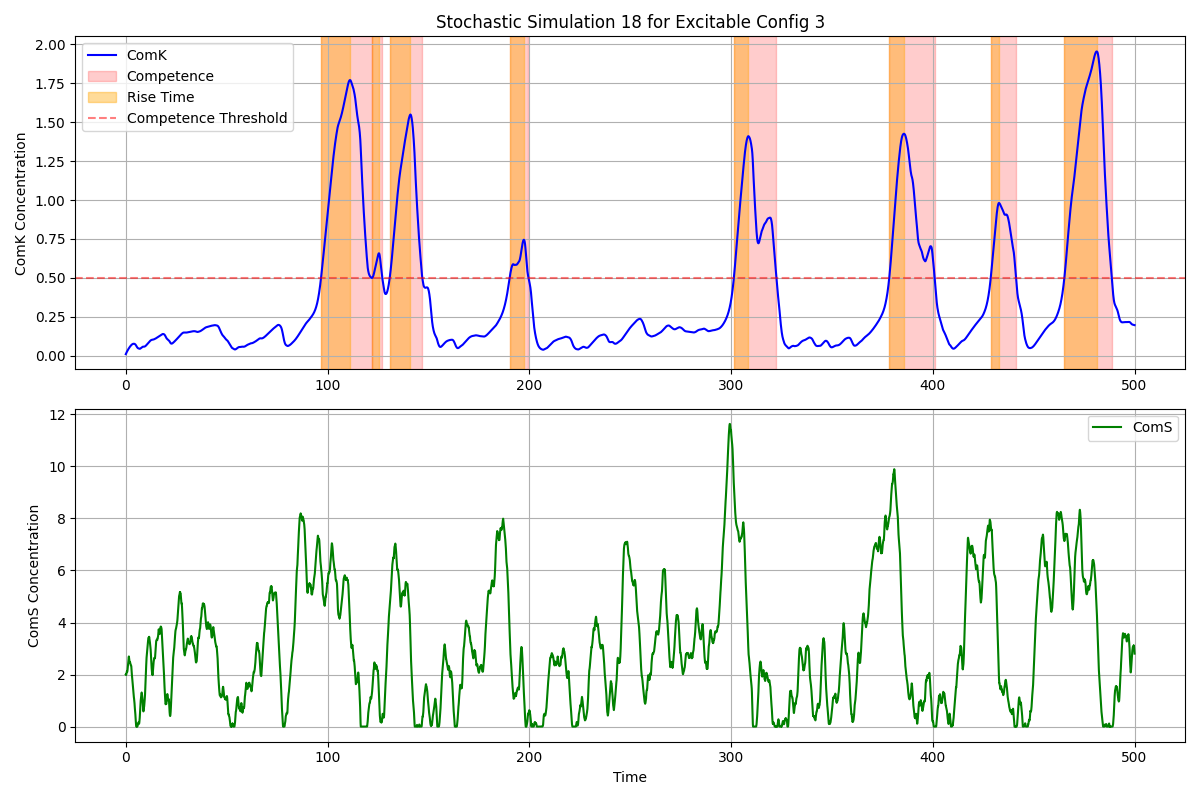 Stochastic Simulation 18 for Excitable Config 3
ComK Concentration
2.00
1.75
1.50
1.25
1.00
0.75
0.50
0.25
0.00
ComK
Competence
Rise Time
Competence Threshold
0 100 200 300 400 500
ComS Concentration
12
10
8
6
4
2
0
ComS
0 100 200 300 400 500
Time